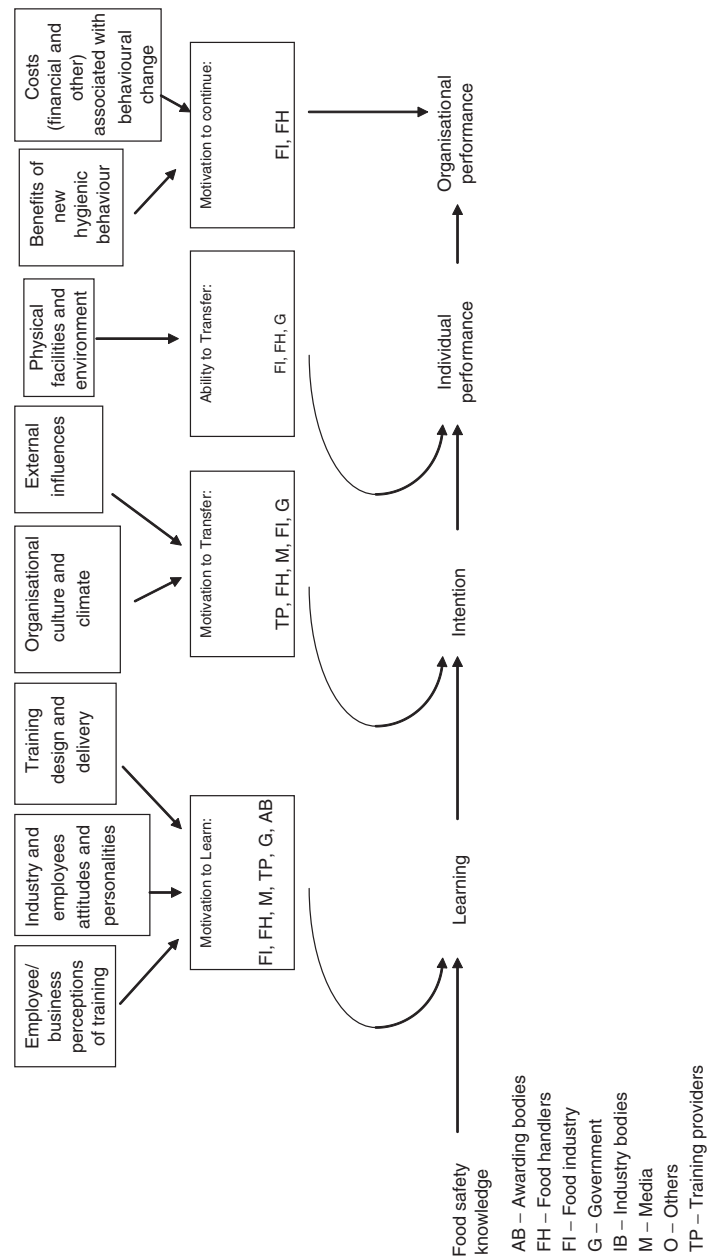 Employee/
business
perceptions
of training
Industry and
employees
attitudes and
personalities
Training
design and
delivery
Organisational
culture and
climate
External
influences
Physical
facilities and
environment
Benefits of
new
hygienic
behaviour
Costs
(financial and
other)
associated with
behavioural
change
Motivation to Learn:
FI, FH, M, TP, G, AB
Motivation to Transfer:
TP, FH, M, FI, G
Ability to Transfer:
FI, FH, G
Motivation to continue:
FI, FH
Food safety
knowledge
Learning
Intention
Individual
performance
Organisational
performance
AB – Awarding bodies
FH – Food handlers
FI – Food industry
G – Government
IB – Industry bodies
M – Media
O – Others
TP – Training providers